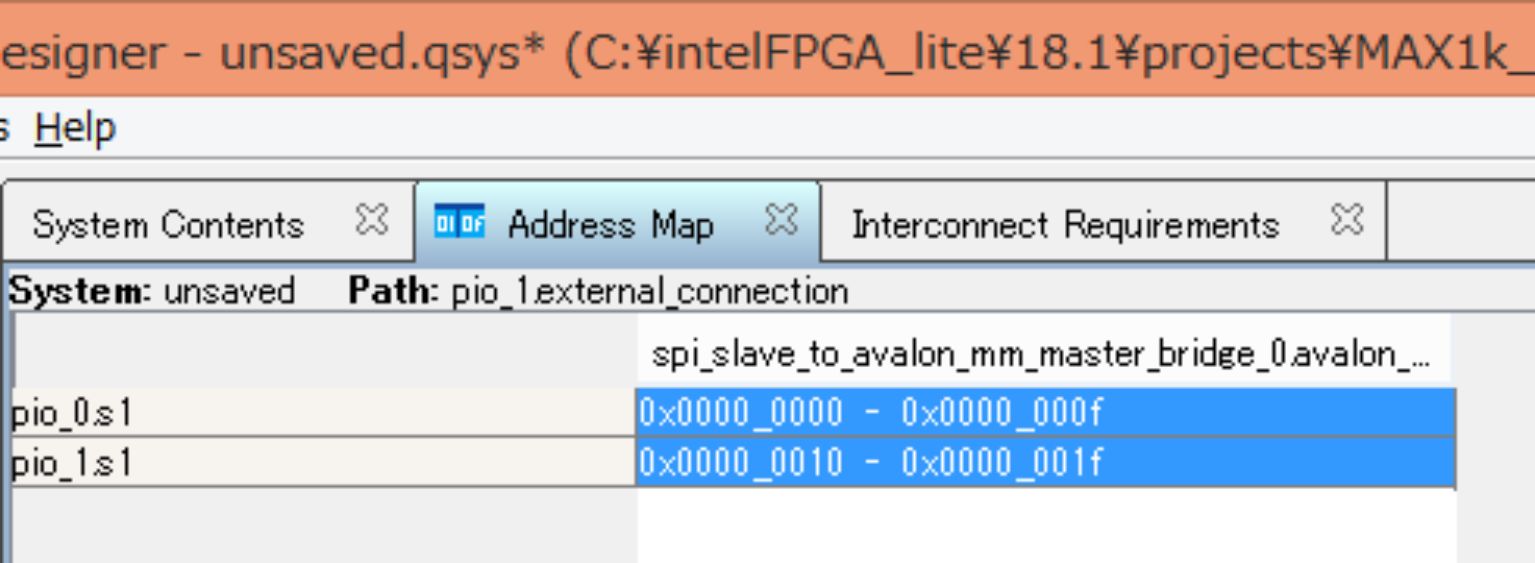 esigner - unsaved.qsys* (C:¥intelFPGA_lite¥18.1¥projects¥MAX1k_
s Help
System Contents Address Map Interconnect Requirements
System: unsaved Path: pio_1.external_connection
spi_slave_to_avalon_mm_master_bridge_0.avalon_...
pio_0.s1 0x0000_0000 - 0x0000_000f
pio_1.s1 0x0000_0010 - 0x0000_001f